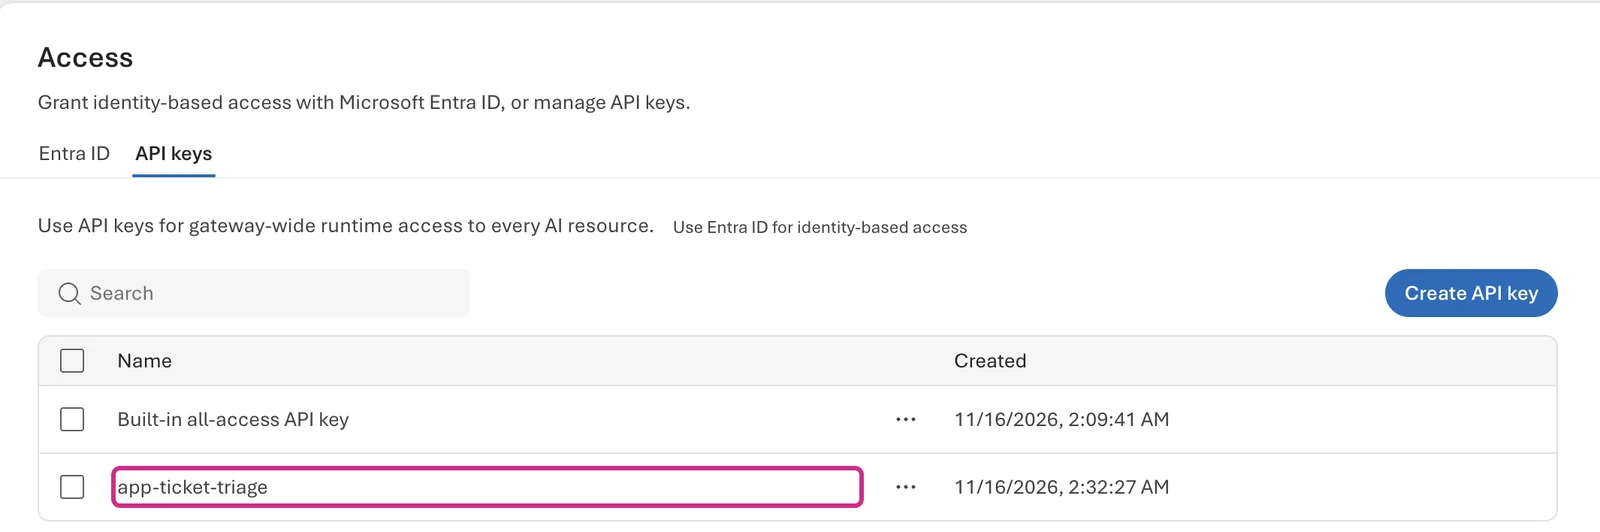 Access
Grant identity-based access with Microsoft Entra ID, or manage API keys.
Entra ID API keys
Use API keys for gateway-wide runtime access to every AI resource. Use Entra ID for identity-based access
Search Create API key
Name Created
Built-in all-access API key ··· 11/16/2026, 2:09:41 AM
app-ticket-triage ··· 11/16/2026, 2:32:27 AM